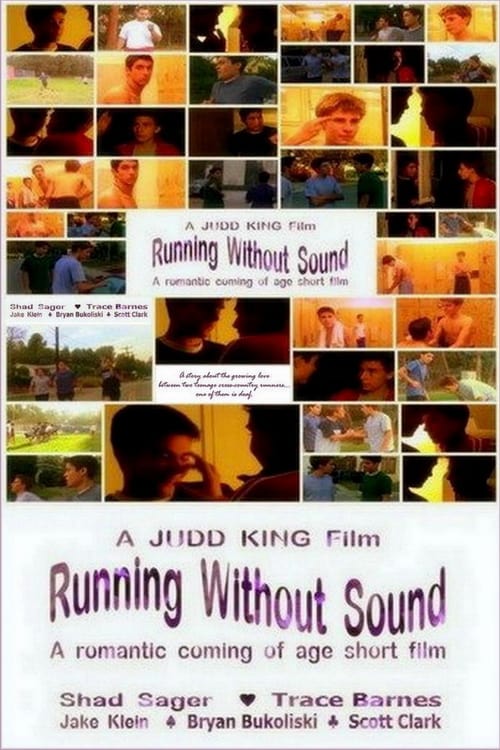 A JUDD KING Film
Running Without Sound
A romantic coming of age short film
Shad Sager ♥ Trace Barnes
Jake Klein ♠ Bryan Bukoliski ♣ Scott Clark
A story about the growing love
between two teenage cross-country runners...
one of them is deaf.
A JUDD KING Film
Running Without Sound
A romantic coming of age short film
Shad Sager ♥ Trace Barnes
Jake Klein ♠ Bryan Bukoliski ♣ Scott Clark